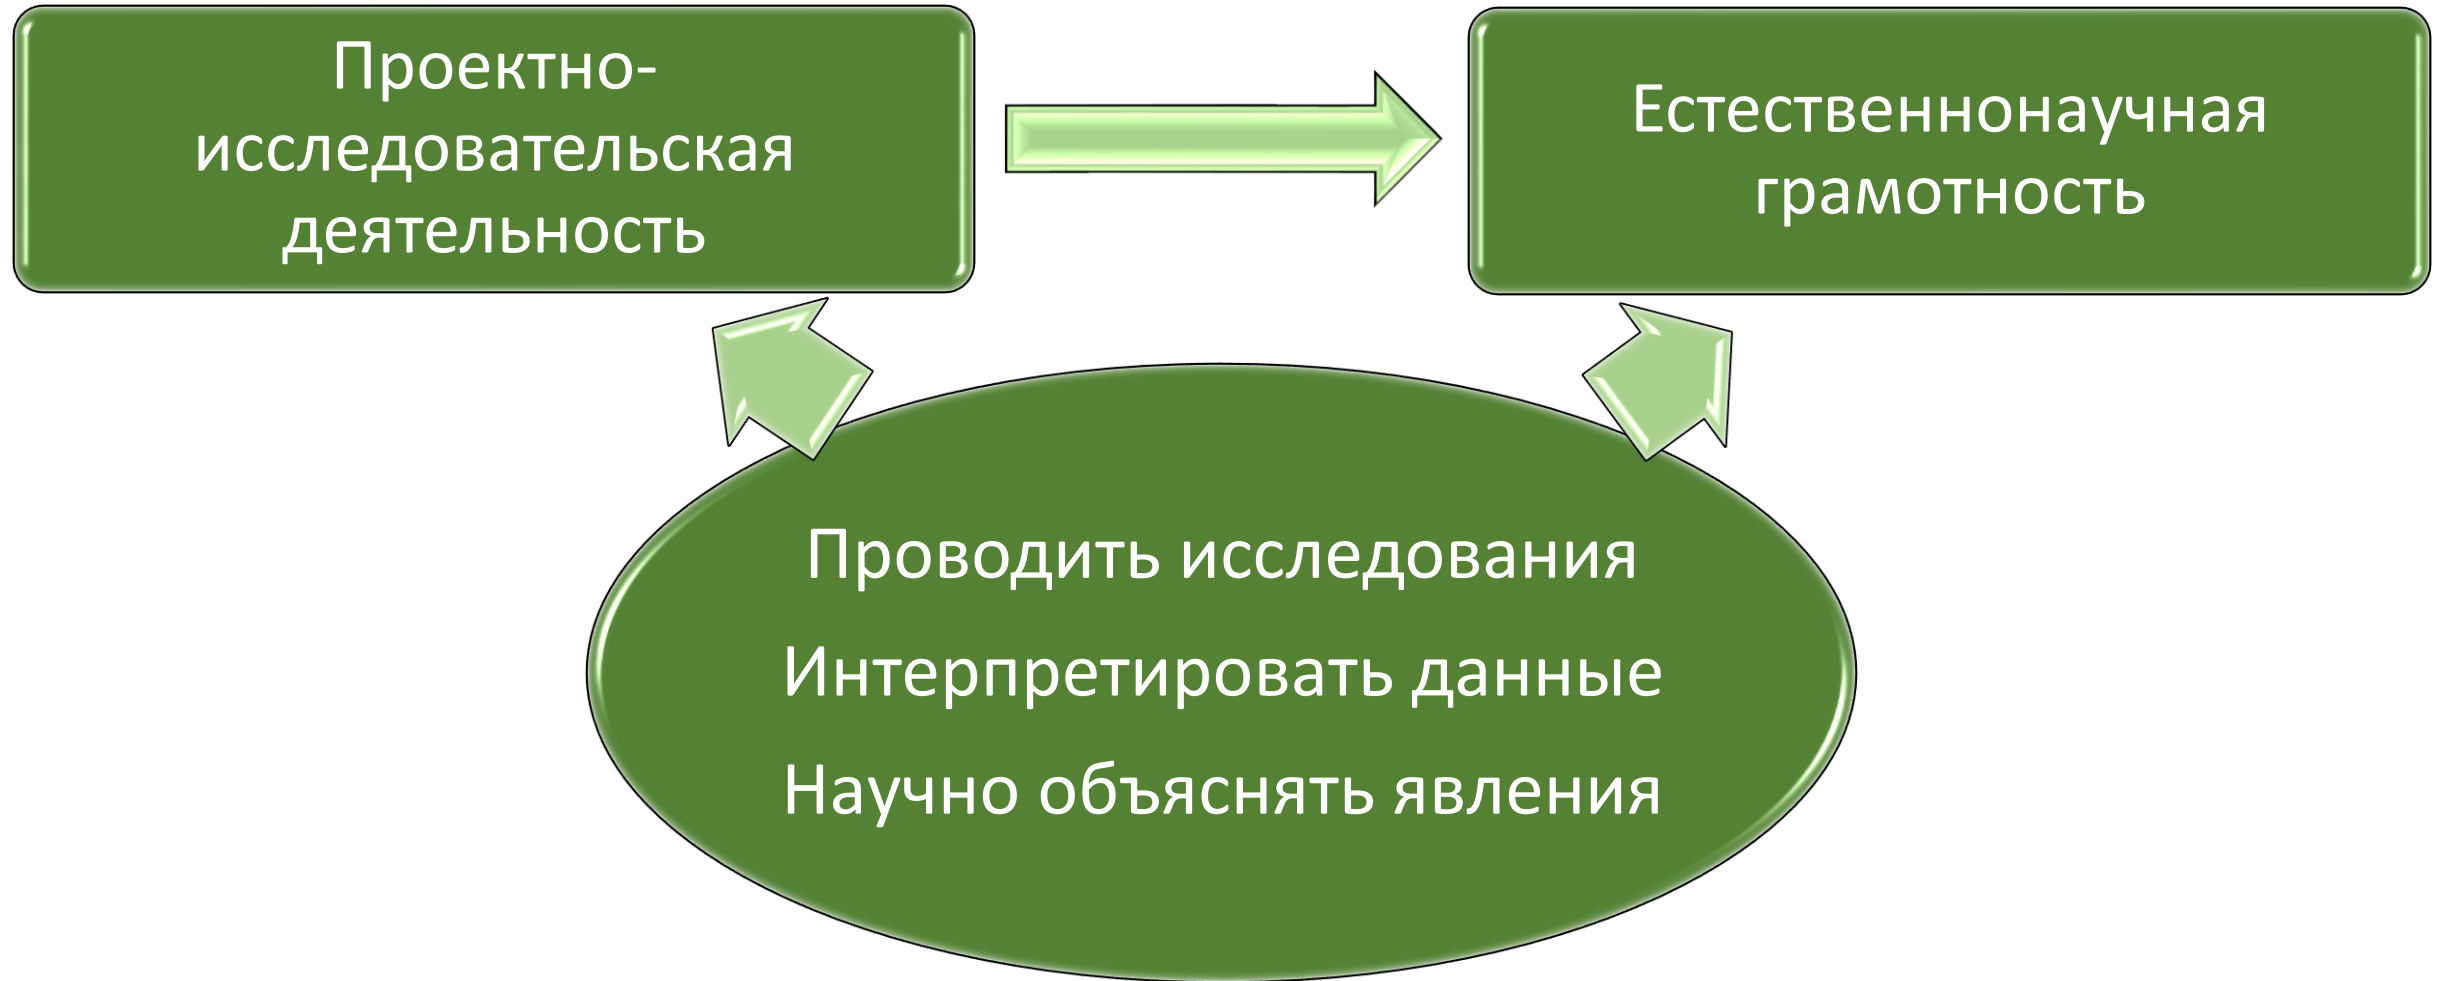 Проектно-
исследовательская
деятельность
Естественнонаучная
грамотность
Проводить исследования
Интерпретировать данные
Научно объяснять явления